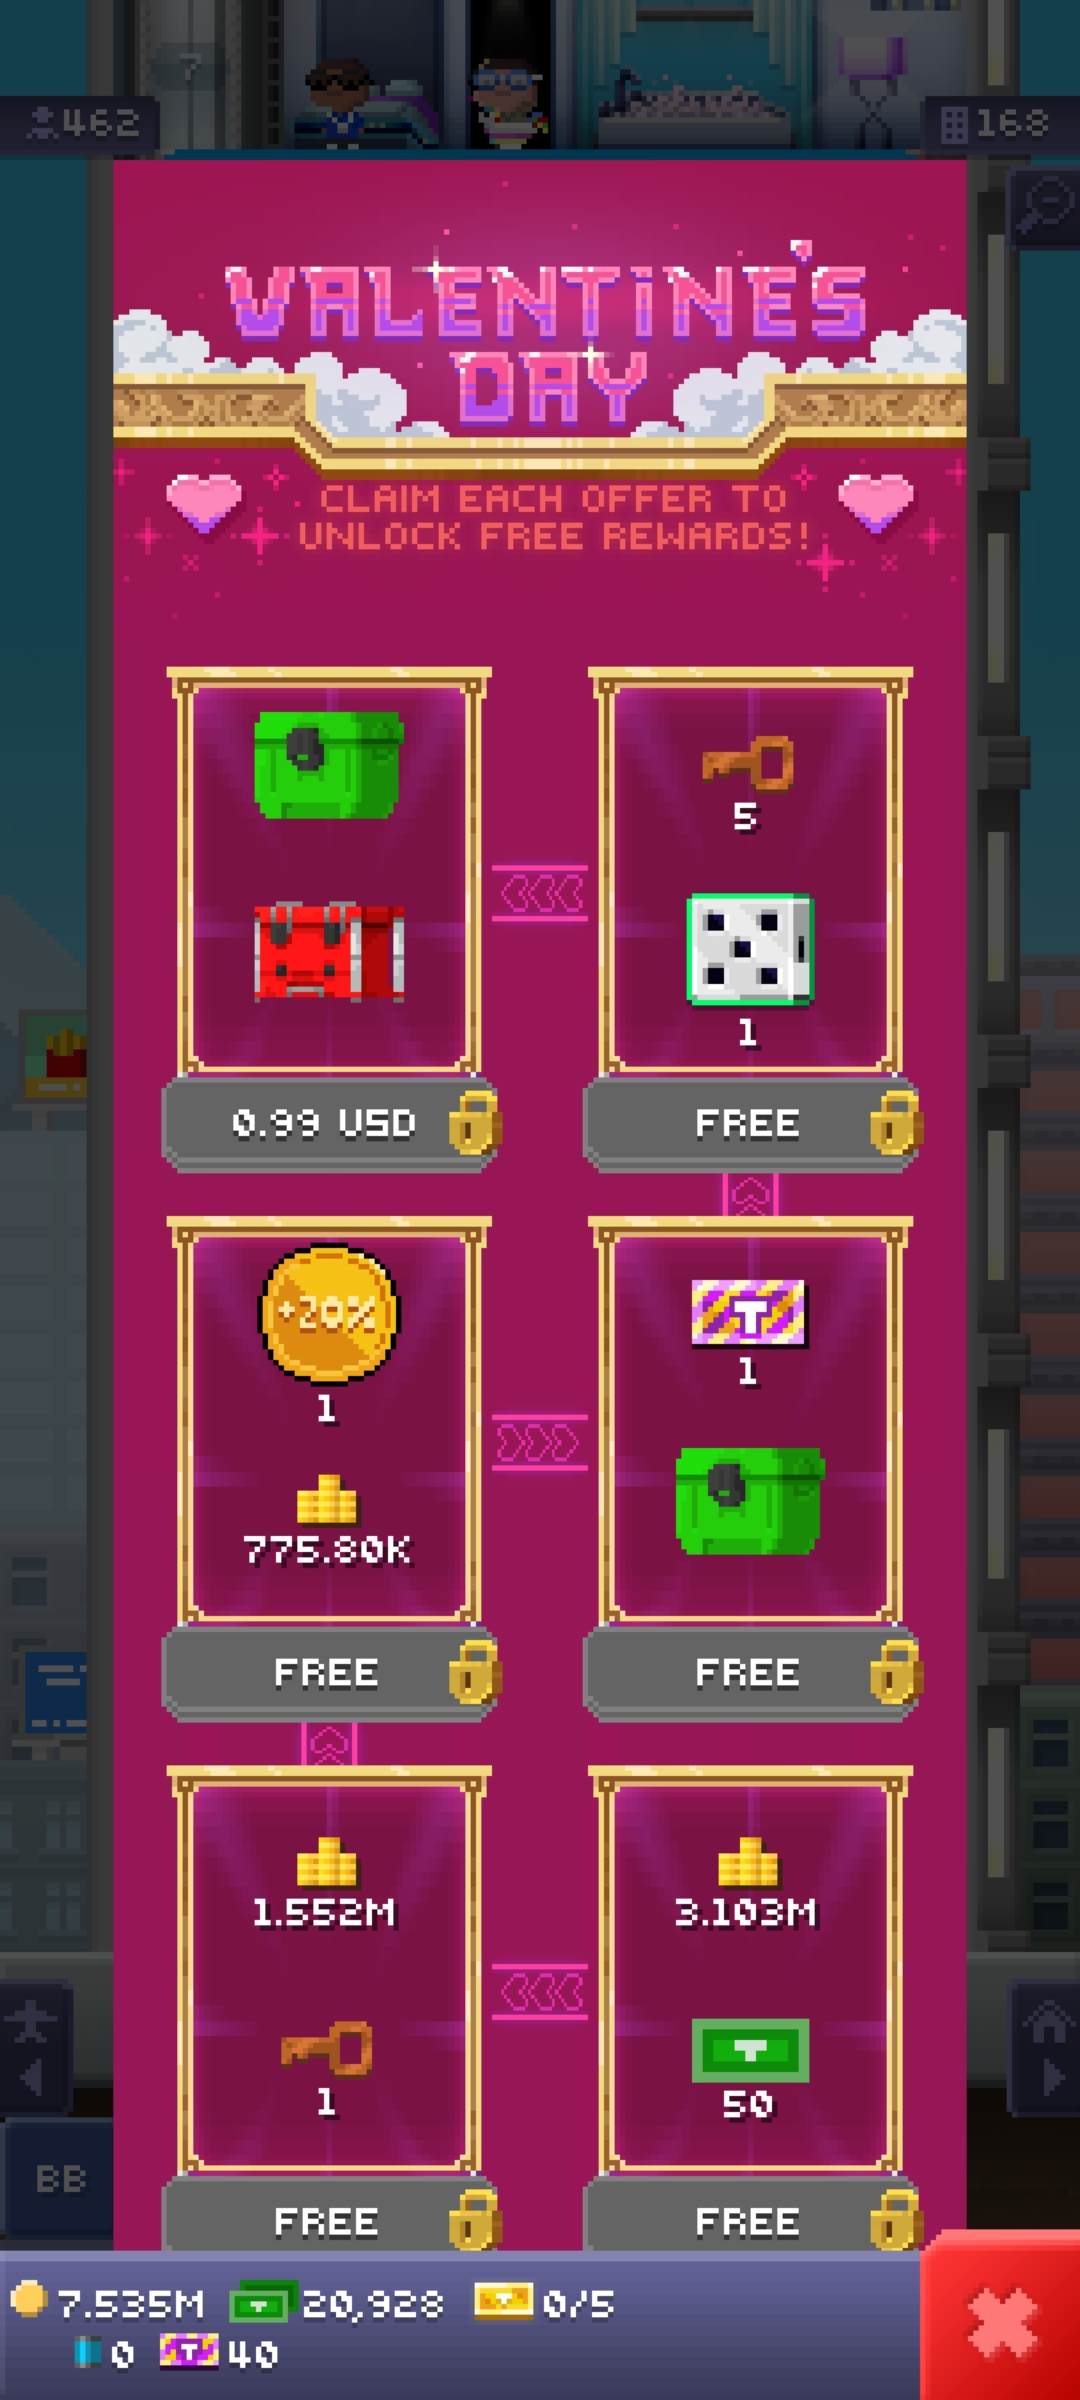 ?
462
168
VALENTINE'S
DAY
CLAIM EACH OFFER TO
UNLOCK FREE REWARDS!
5
1
0.99 USD
FREE
+20%
1
775.80K
T
1
FREE
FREE
1.552M
1
3.103M
50
FREE
FREE
BB
7.535M
20,928
0/5
0
T
40